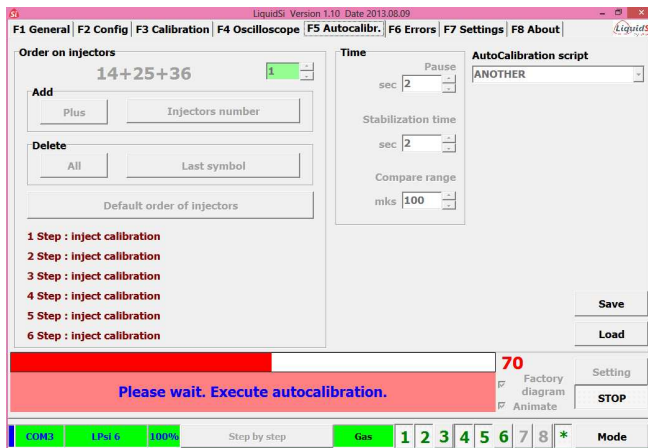 LiquidSi Version 1.10 Date 2013.08.09
F1 General F2 Config F3 Calibration F4 Oscilloscope F5 Autocalibr. F6 Errors F7 Settings F8 About
Order on injectors
14+25+36
1
Add
Plus
Injectors number
Delete
All
Last symbol
Default order of injectors
1 Step : inject calibration
2 Step : inject calibration
3 Step : inject calibration
4 Step : inject calibration
5 Step : inject calibration
6 Step : inject calibration
Time
Pause
sec 2
Stabilization time
sec 2
Compare range
mks 100
AutoCalibration script
ANOTHER
Save
Load
70
Please wait. Execute autocalibration.
Factory diagram
Animate
Setting
STOP
COM3 LPsi 6 100% Step by step Gas 1 2 3 4 5 6 7 8 * Mode